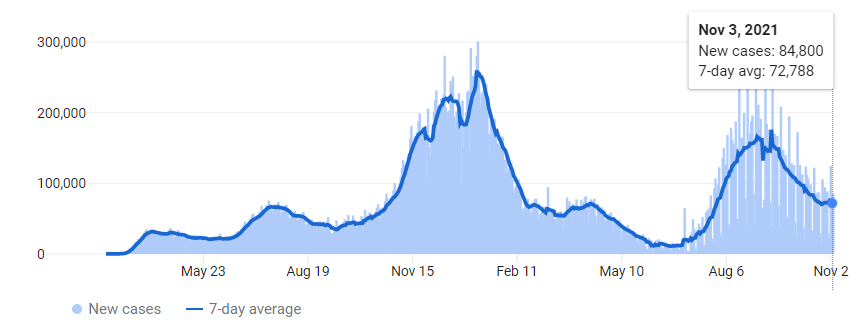 Nov 3, 2021
New cases: 84,800
7-day avg: 72,788
300,000
200,000
100,000
0
May 23 Aug 19 Nov 15 Feb 11 May 10 Aug 6 Nov 2
New cases 7-day average